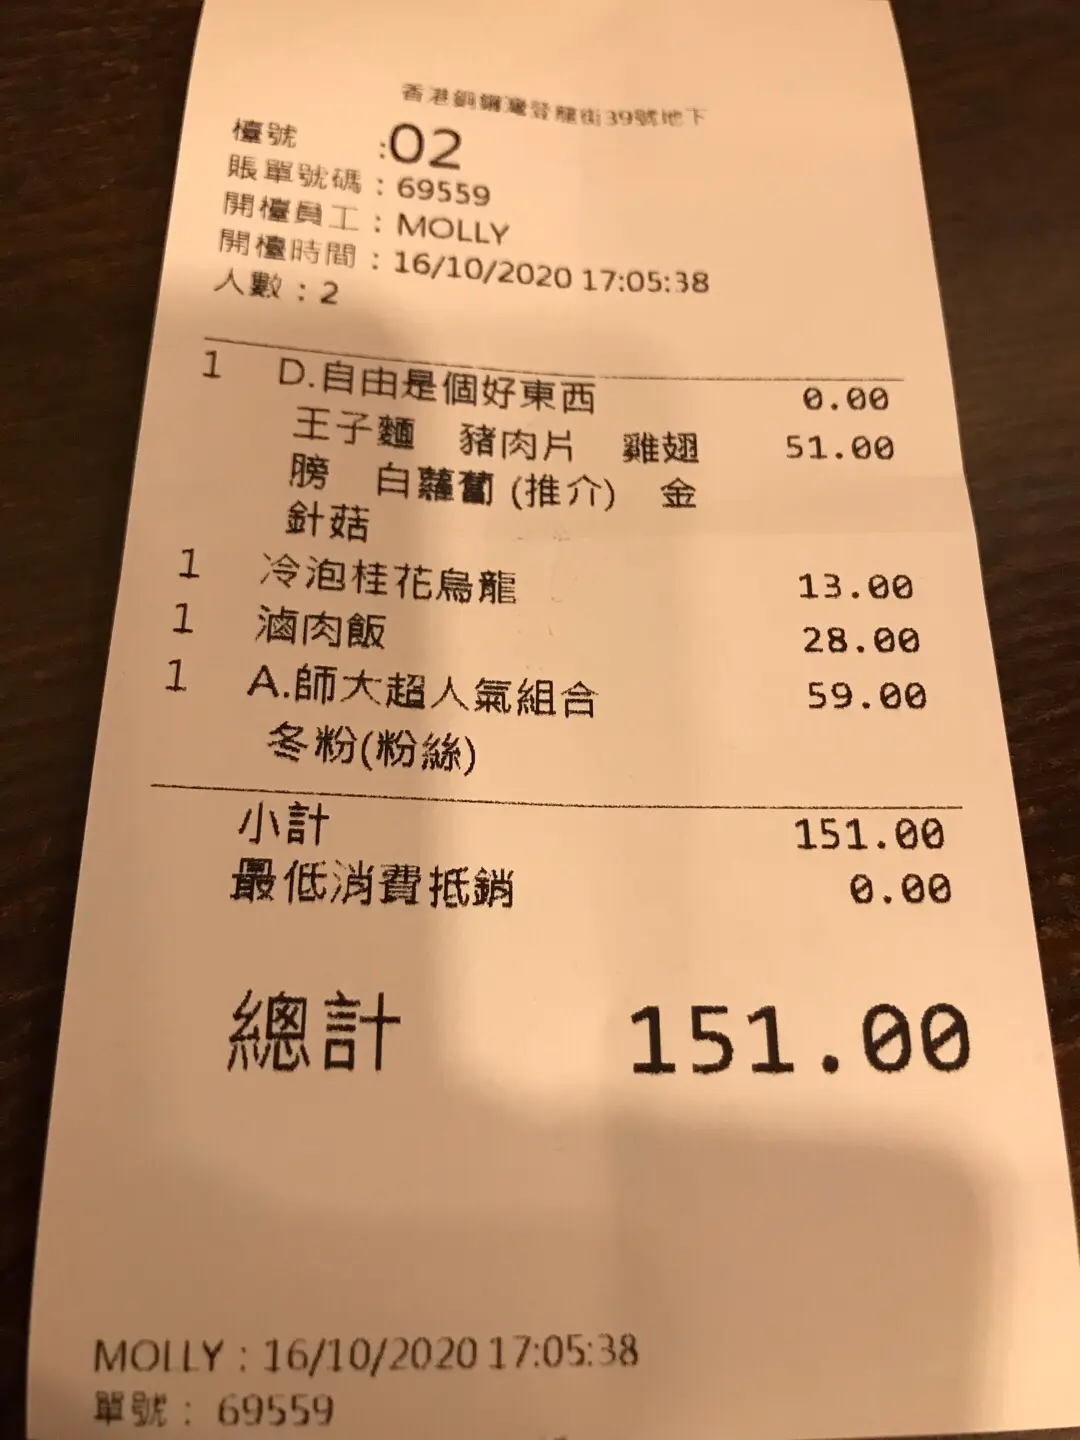 香港銅鑼灣登龍街39號地下
檯號 :02
賬單號碼：69559
開檯員工：MOLLY
開檯時間：16/10/2020 17:05:38
人數：2
1 D.自由是個好東西 0.00
王子麵 豬肉片 雞翅 51.00
膀 白蘿蔔 (推介) 金
針菇
1 冷泡桂花烏龍 13.00
1 滷肉飯 28.00
1 A.師大超人氣組合 59.00
冬粉(粉絲)
小計 151.00
最低消費抵銷 0.00
總計 151.00
MOLLY：16/10/2020 17:05:38
單號：69559